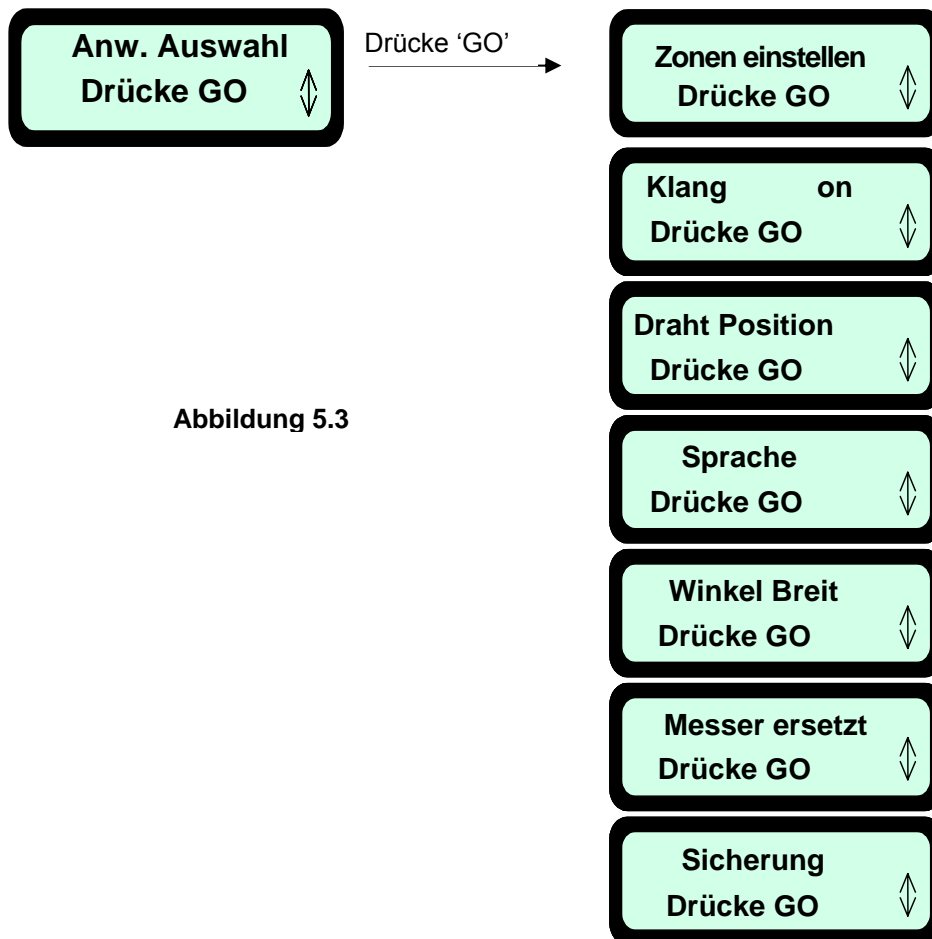 Anw. Auswahl
Drücke GO
Drücke ‘GO’
Zonen einstellen
Drücke GO
Klang on
Drücke GO
Draht Position
Drücke GO
Abbildung 5.3
Sprache
Drücke GO
Winkel Breit
Drücke GO
Messer ersetzt
Drücke GO
Sicherung
Drücke GO